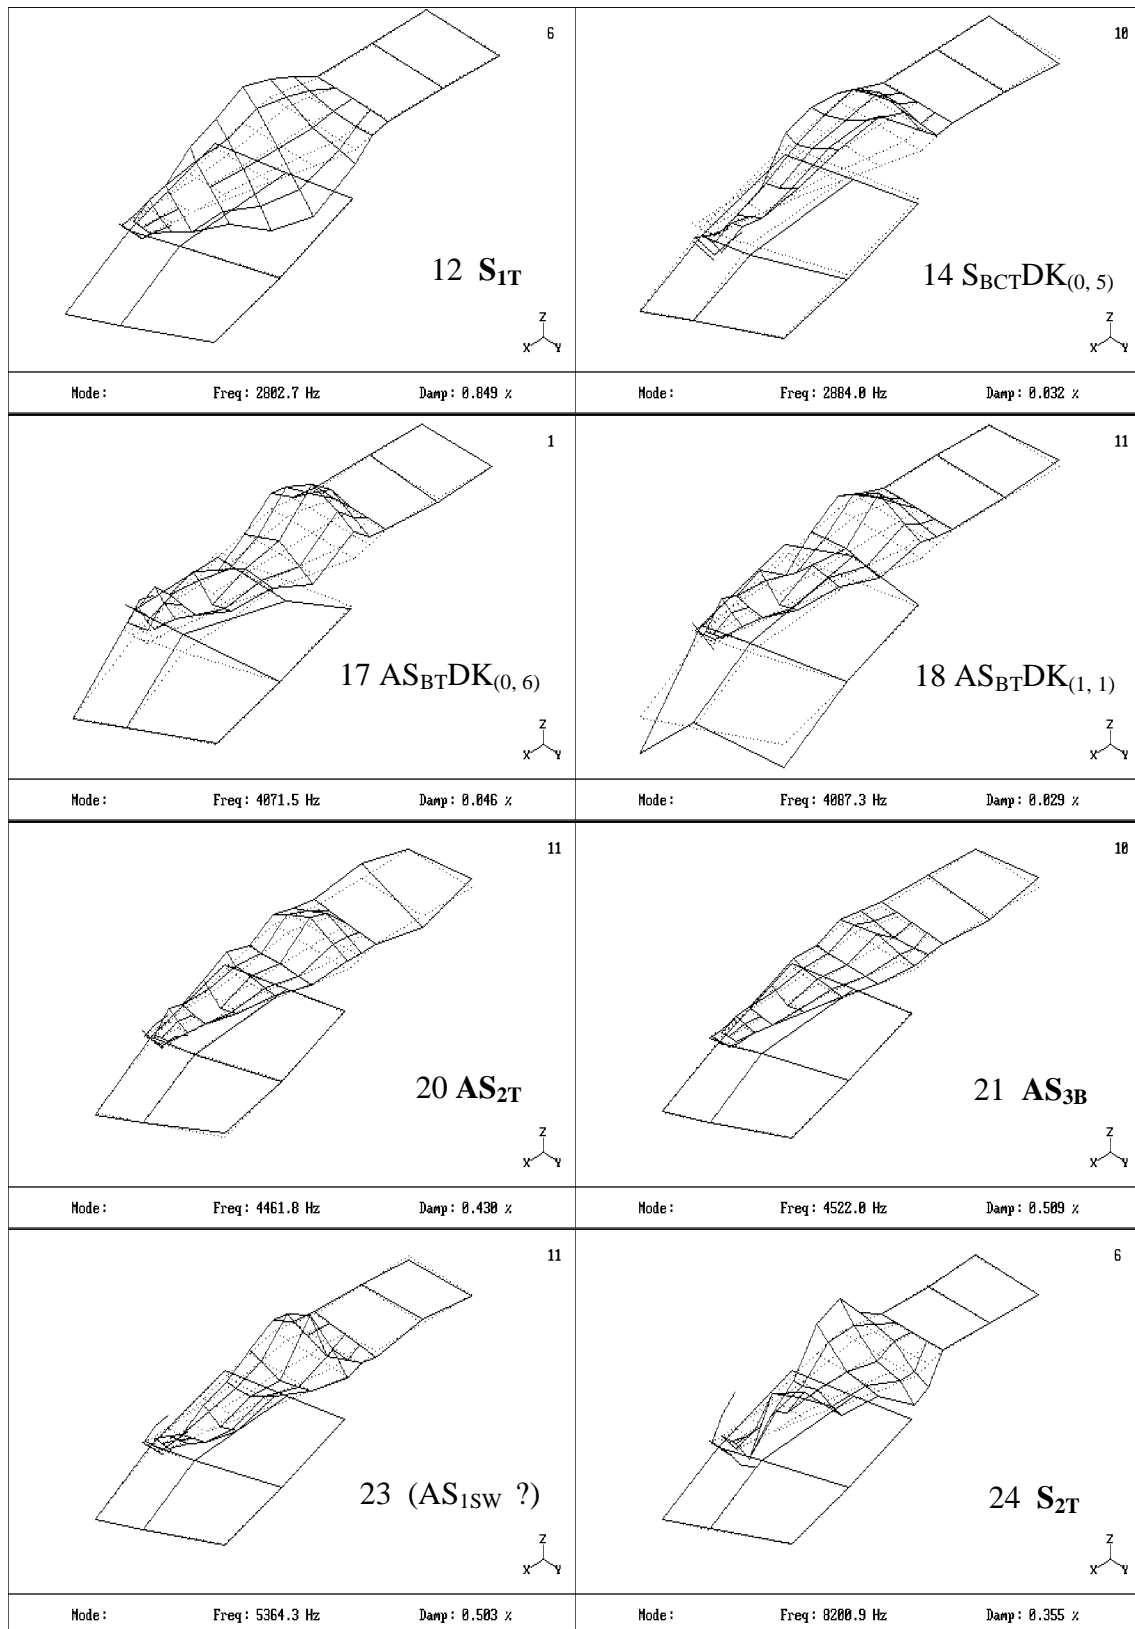 6
12 S1T
Z
X Y
Mode: Freq: 2802.7 Hz Damp: 0.849 %
10
14 SBCTDK(0, 5)
Z
X Y
Mode: Freq: 2884.0 Hz Damp: 0.032 %
1
17 ASBTDK(0, 6)
Z
X Y
Mode: Freq: 4071.5 Hz Damp: 0.046 %
11
18 ASBTDK(1, 1)
Z
X Y
Mode: Freq: 4087.3 Hz Damp: 0.029 %
11
20 AS2T
Z
X Y
Mode: Freq: 4461.8 Hz Damp: 0.430 %
10
21 AS3B
Z
X Y
Mode: Freq: 4522.0 Hz Damp: 0.509 %
11
23 (AS1SW ?)
Z
X Y
Mode: Freq: 5364.3 Hz Damp: 0.503 %
6
24 S2T
Z
X Y
Mode: Freq: 8200.9 Hz Damp: 0.355 %